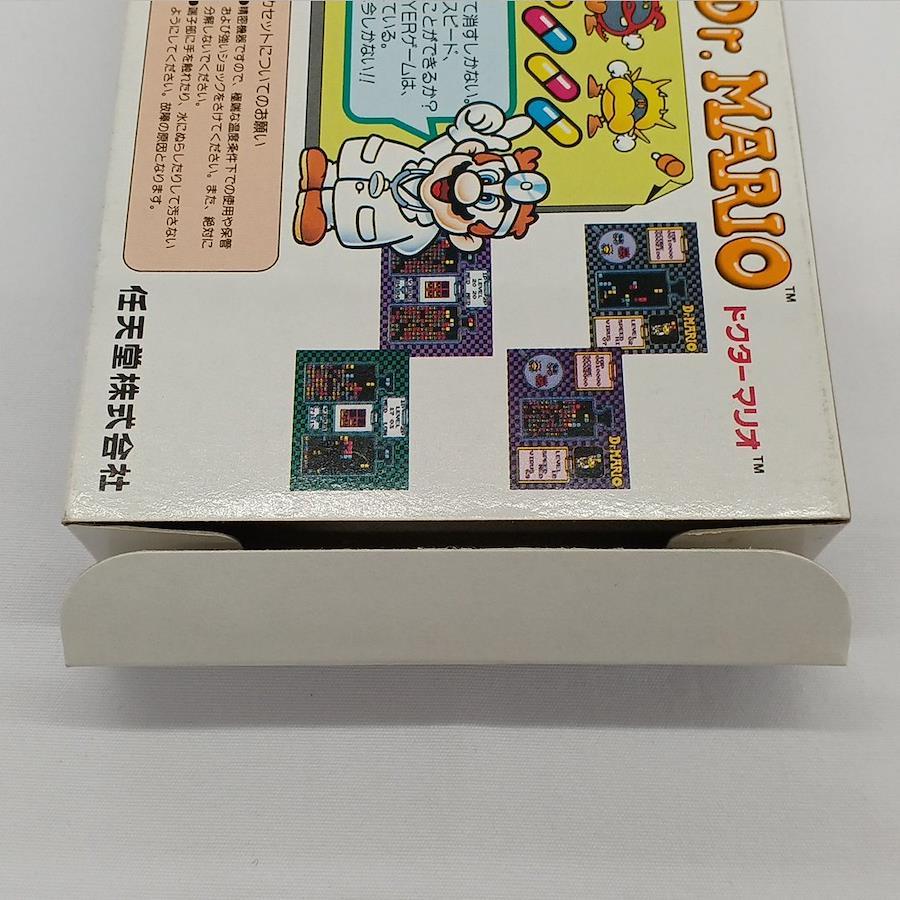 Dr. MARIO™
ドクターマリオ™
て消すしかない。
スピード、
ことができるか?
YERゲームは、
ている。
今しかない!!
LEVEL
Dr.MARIO
LEVEL
Dr.MARIO
LEVEL
セットについてのお願い
●精密機器ですので、極端な温度条件下での使用や保管
および強いショックをさけてください。また、絶対に
分解しないでください。
●端子部に手を触れたり、水にぬらしたりして汚さない
ようにしてください。故障の原因となります。
任天堂株式会社